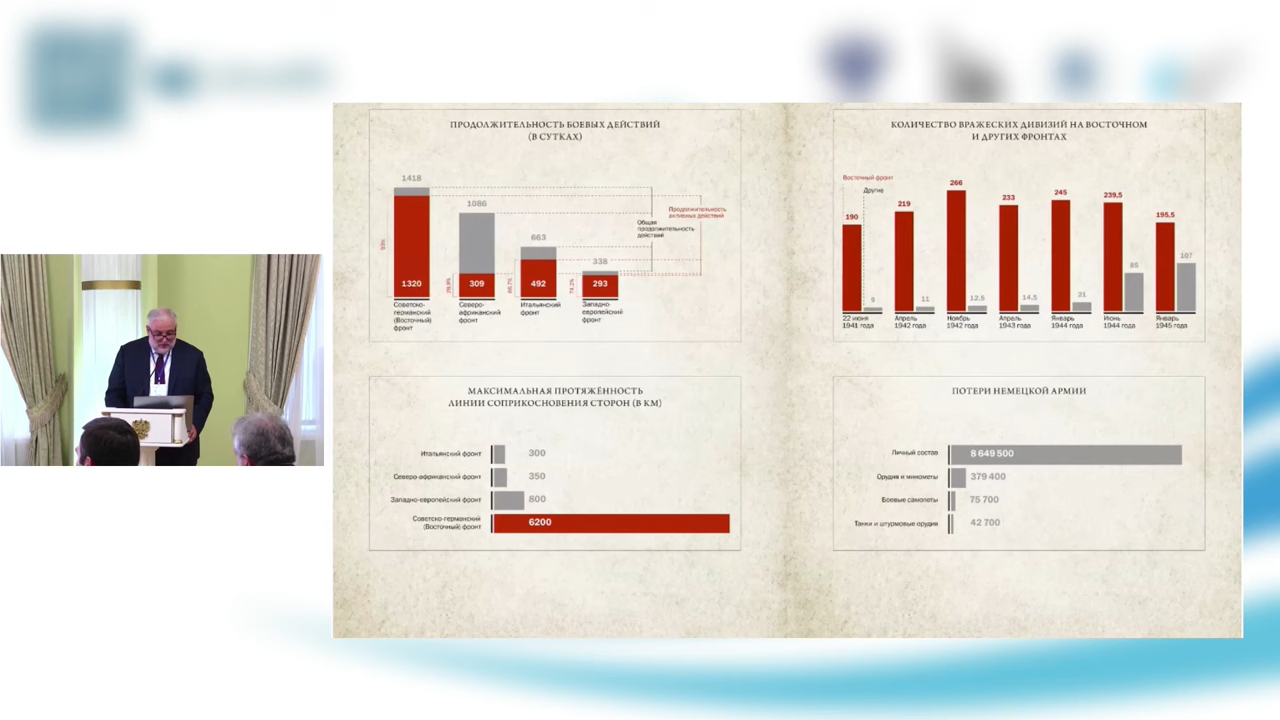 ПРОДОЛЖИТЕЛЬНОСТЬ БОЕВЫХ ДЕЙСТВИЙ
(В СУТКАХ)
1418
1086
663
338
1320
309
492
293
Продолжительность
активных действий
Общая
продолжительность
действий
Советско-
германский
(Восточный)
фронт
Северо-
африканский
фронт
Итальянский
фронт
Западно-
европейский
фронт
КОЛИЧЕСТВО ВРАЖЕСКИХ ДИВИЗИЙ НА ВОСТОЧНОМ
И ДРУГИХ ФРОНТАХ
Восточный фронт
Другие
190
9
219
11
266
12,5
233
14,5
245
21
239,5
85
195,5
107
22 июня
1941 года
Апрель
1942 года
Ноябрь
1942 года
Апрель
1943 года
Январь
1944 года
Июнь
1944 года
Январь
1945 года
МАКСИМАЛЬНАЯ ПРОТЯЖЁННОСТЬ
ЛИНИИ СОПРИКОСНОВЕНИЯ СТОРОН (В КМ)
Итальянский фронт 300
Северо-африканский фронт 350
Западно-европейский фронт 800
Советско-германский
(Восточный) фронт 6200
ПОТЕРИ НЕМЕЦКОЙ АРМИИ
Личный состав 8 649 500
Орудия и миномёты 379 400
Боевые самолеты 75 700
Танки и штурмовые орудия 42 700